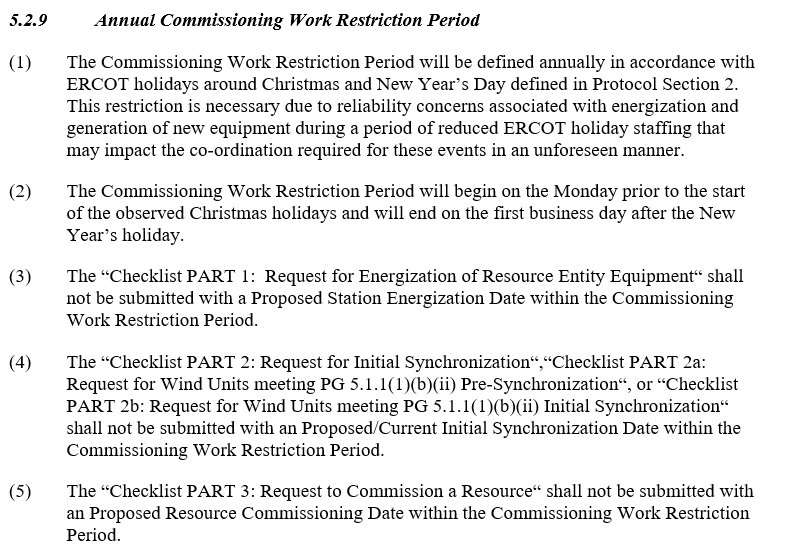 5.2.9 Annual Commissioning Work Restriction Period
(1) The Commissioning Work Restriction Period will be defined annually in accordance with
ERCOT holidays around Christmas and New Year’s Day defined in Protocol Section 2.
This restriction is necessary due to reliability concerns associated with energization and
generation of new equipment during a period of reduced ERCOT holiday staffing that
may impact the co-ordination required for these events in an unforeseen manner.
(2) The Commissioning Work Restriction Period will begin on the Monday prior to the start
of the observed Christmas holidays and will end on the first business day after the New
Year’s holiday.
(3) The “Checklist PART 1:  Request for Energization of Resource Entity Equipment“ shall
not be submitted with a Proposed Station Energization Date within the Commissioning
Work Restriction Period.
(4) The “Checklist PART 2: Request for Initial Synchronization“,“Checklist PART 2a:
Request for Wind Units meeting PG 5.1.1(1)(b)(ii) Pre-Synchronization“, or “Checklist
PART 2b: Request for Wind Units meeting PG 5.1.1(1)(b)(ii) Initial Synchronization“
shall not be submitted with an Proposed/Current Initial Synchronization Date within the
Commissioning Work Restriction Period.
(5) The “Checklist PART 3: Request to Commission a Resource“ shall not be submitted with
an Proposed Resource Commissioning Date within the Commissioning Work Restriction
Period.